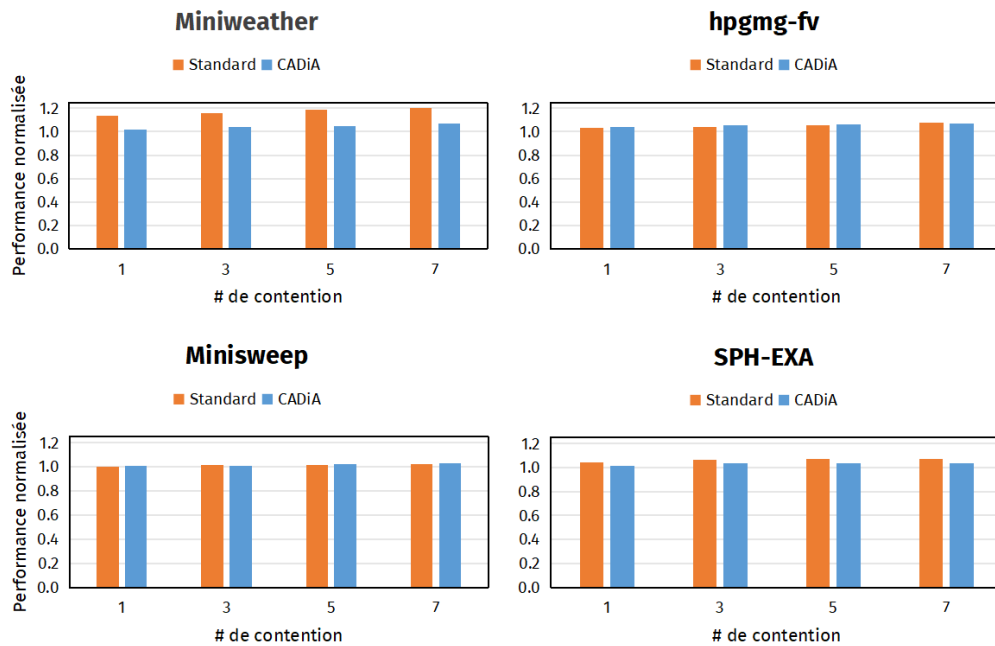 Miniweather
Standard CADiA
Performance normalisée
1.2
1.0
0.8
0.6
0.4
0.2
0.0
1 3 5 7
# de contention
hpgmg-fv
Standard CADiA
1.2
1.0
0.8
0.6
0.4
0.2
0.0
1 3 5 7
# de contention
Minisweep
Standard CADiA
Performance normalisée
1.2
1.0
0.8
0.6
0.4
0.2
0.0
1 3 5 7
# de contention
SPH-EXA
Standard CADiA
1.2
1.0
0.8
0.6
0.4
0.2
0.0
1 3 5 7
# de contention